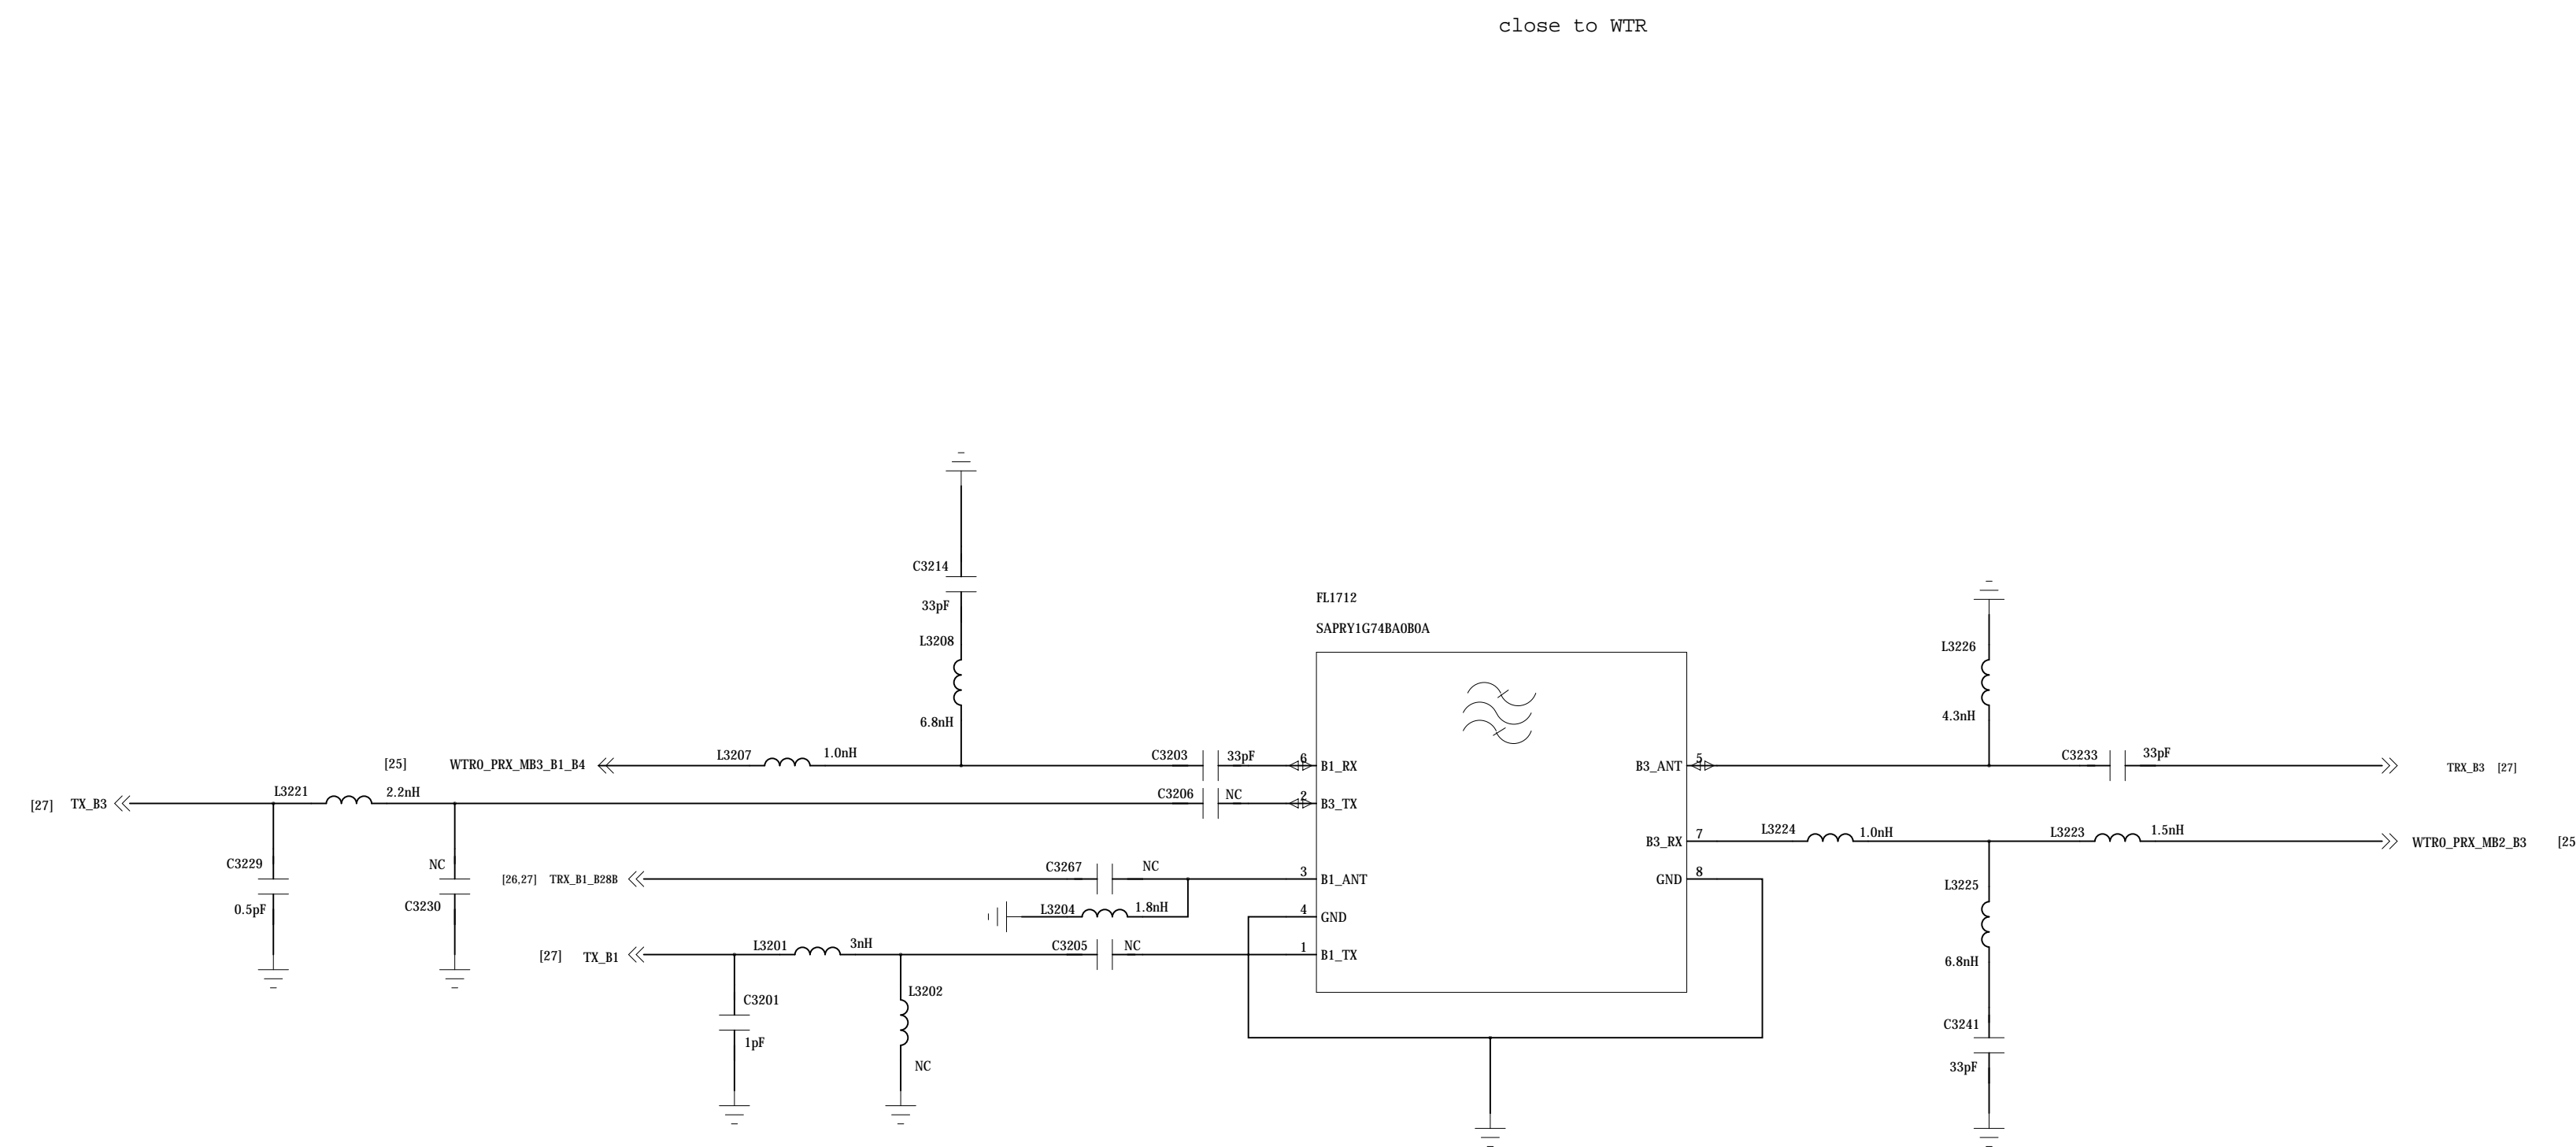 close to WTR
C3214
33pF
L3208
6.8nH
FL1712
SAPRY1G74BA0B0A
L3226
4.3nH
[25] WTR0_PRX_MB3_B1_B4
L3207 1.0nH
C3203 33pF
6 B1_RX
B3_ANT 5
C3233 33pF
TRX_B3 [27]
[27] TX_B3
L3221 2.2nH
C3206 NC
2 B3_TX
B3_RX 7
L3224 1.0nH
L3223 1.5nH
WTR0_PRX_MB2_B3 [25
C3229
0.5pF
NC
C3230
[26,27] TRX_B1_B28B
C3267 NC
3 B1_ANT
GND 8
L3204 1.8nH
4 GND
L3225
6.8nH
[27] TX_B1
L3201 3nH
C3205 NC
1 B1_TX
C3201
1pF
L3202
NC
C3241
33pF